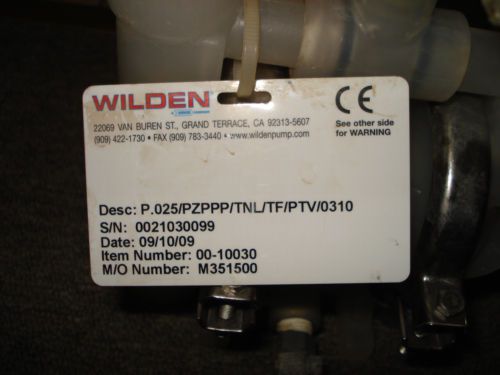 WILDEN
22069 VAN BUREN ST., GRAND TERRACE, CA 92313-5607
(909) 422-1730 • FAX (909) 783-3440 • www.wildenpump.com
CE
See other side
for WARNING
Desc: P.025/PZPPP/TNL/TF/PTV/0310
S/N: 0021030099
Date: 09/10/09
Item Number: 00-10030
M/O Number: M351500